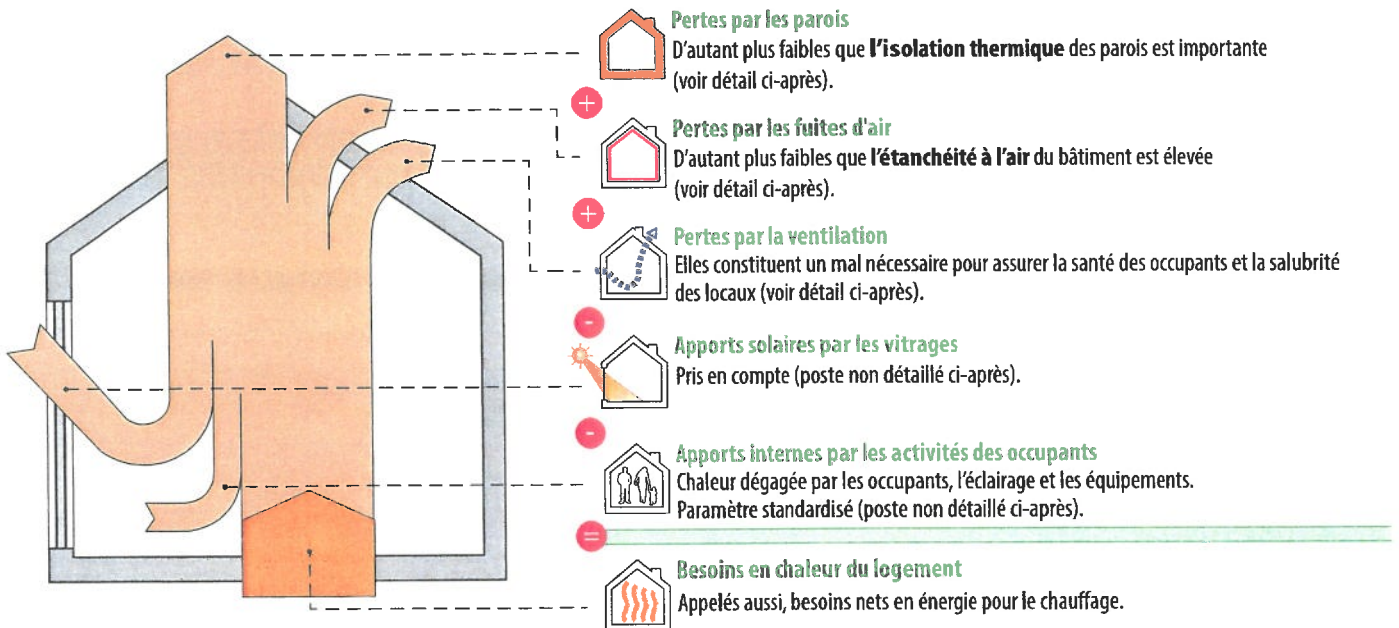 Pertes par les parois
D'autant plus faibles que l'isolation thermique des parois est importante
(voir détail ci-après).
+
Pertes par les fuites d'air
D'autant plus faibles que l'étanchéité à l'air du bâtiment est élevée
(voir détail ci-après).
+
Pertes par la ventilation
Elles constituent un mal nécessaire pour assurer la santé des occupants et la salubrité
des locaux (voir détail ci-après).
-
Apports solaires par les vitrages
Pris en compte (poste non détaillé ci-après).
-
Apports internes par les activités des occupants
Chaleur dégagée par les occupants, l'éclairage et les équipements.
Paramètre standardisé (poste non détaillé ci-après).
=
Besoins en chaleur du logement
Appelés aussi, besoins nets en énergie pour le chauffage.